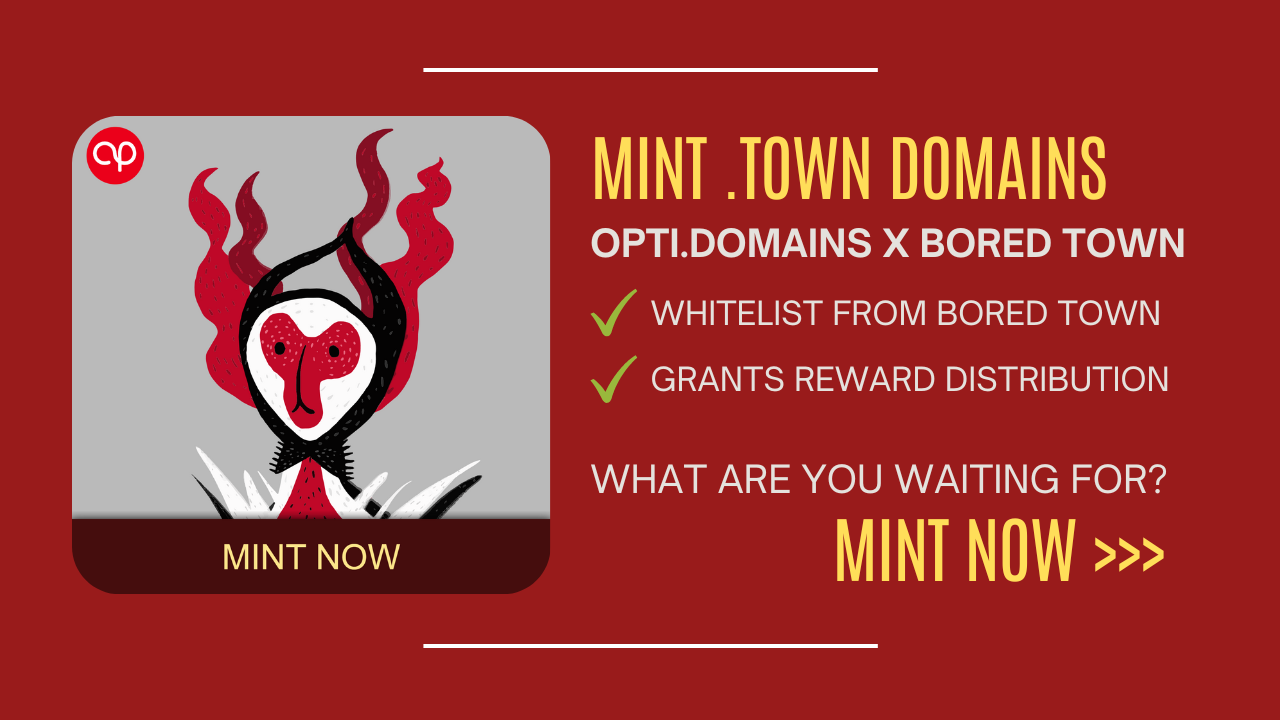 MINT .TOWN DOMAINS
OPTI.DOMAINS X BORED TOWN
WHITELIST FROM BORED TOWN
GRANTS REWARD DISTRIBUTION
WHAT ARE YOU WAITING FOR?
MINT NOW >>>
MINT NOW